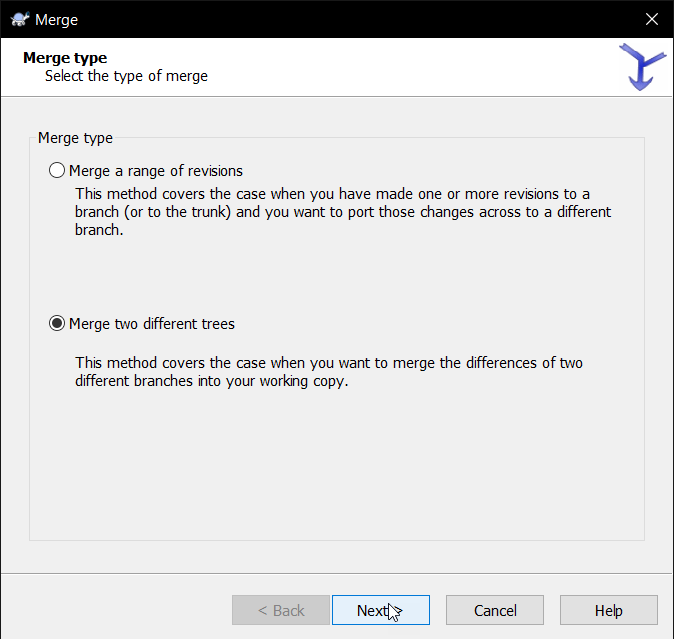 Merge
Merge type
Select the type of merge
Merge type
Merge a range of revisions
This method covers the case when you have made one or more revisions to a
branch (or to the trunk) and you want to port those changes across to a different
branch.
Merge two different trees
This method covers the case when you want to merge the differences of two
different branches into your working copy.
< Back
Next >
Cancel
Help